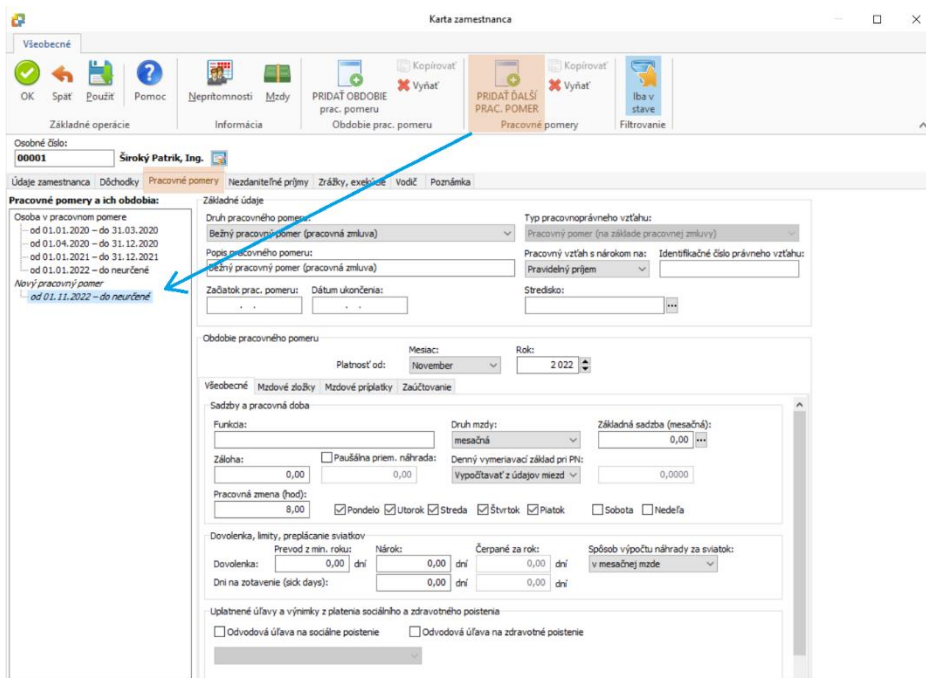 Karta zamestnanca
Všeobecné
OK Späť Použiť Pomoc Neprítomnosti Mzdy PRIDAŤ OBDOBIE prac. pomeru Kopírovať Vyňať PRIDAŤ ĎALŠÍ PRAC. POMER Kopírovať Vyňať Iba v stave
Základné operácie Informácia Obdobie prac. pomeru Pracovné pomery Filtrovanie
Osobné číslo:
00001 Široký Patrik, Ing.
Údaje zamestnanca Dôchodky Pracovné pomery Nezdaniteľné príjmy Zrážky, exekúcie Vodič Poznámka
Pracovné pomery a ich obdobia:
Osoba v pracovnom pomere
od 01.01.2020 – do 31.03.2020
od 01.04.2020 – do 31.12.2020
od 01.01.2021 – do 31.12.2021
od 01.01.2022 – do neurčené
Nový pracovný pomer
od 01.11.2022 – do neurčené
Základné údaje
Druh pracovného pomeru: Typ pracovnoprávneho vzťahu:
Bežný pracovný pomer (pracovná zmluva) Pracovný pomer (na základe pracovnej zmluvy)
Popis pracovného pomeru: Pracovný vzťah s nárokom na: Identifikačné číslo právneho vzťahu:
Bežný pracovný pomer (pracovná zmluva) Pravidelný príjem
Začiatok prac. pomeru: Dátum ukončenia: Stredisko:
. . . . ...
Obdobie pracovného pomeru
Mesiac: Rok:
Platnosť od: November 2 022
Všeobecné Mzdové zložky Mzdové príplatky Zaúčtovanie
Sadzby a pracovná doba
Funkcia: Druh mzdy: Základná sadzba (mesačná):
mesačná 0,00 ...
Záloha: Paušálna priem. náhrada: Denný vymeriavací základ pri PN:
0,00 0,00 Vypočítavať z údajov miezd 0,0000
Pracovná zmena (hod):
8,00 Pondelo Utorok Streda Štvrtok Piatok Sobota Nedeľa
Dovolenka, limity, preplácanie sviatkov
Prevod z min. roku: Nárok: Čerpané za rok: Spôsob výpočtu náhrady za sviatok:
Dovolenka: 0,00 dní 0,00 dní 0,00 dní v mesačnej mzde
Dni na zotavenie (sick days): 0,00 dní 0,00 dní
Uplatnené úľavy a výnimky z platenia sociálneho a zdravotného poistenia
Odvodová úľava na sociálne poistenie Odvodová úľava na zdravotné poistenie